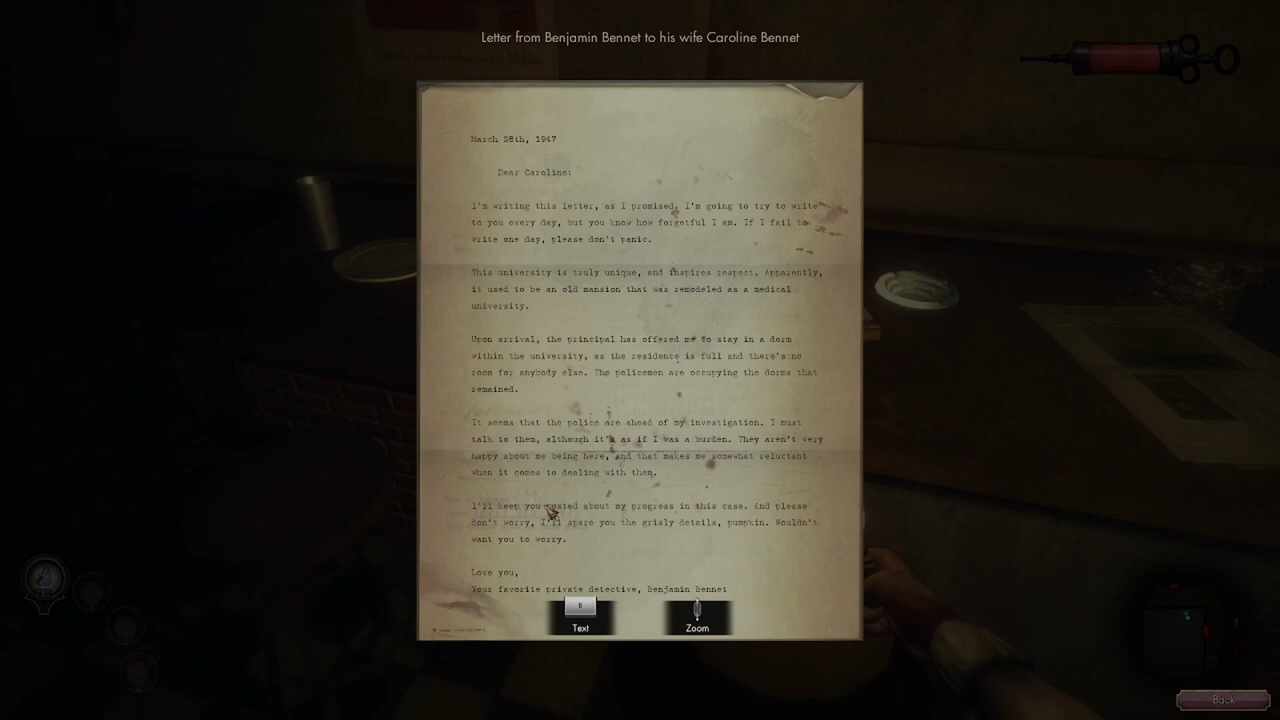 Letter from Benjamin Bennet to his wife Caroline Bennet
March 28th, 1947
Dear Caroline:
I'm writing this letter, as I promised. I'm going to try to write
to you every day, but you know how forgetful I am. If I fail to
write one day, please don't panic.
This university is truly unique, and inspires respect. Apparently,
it used to be an old mansion that was remodeled as a medical
university.
Upon arrival, the principal has offered me to stay in a dorm
within the university, as the residence is full and there's no
room for anybody else. The policemen are occupying the dorms that
remained.
It seems that the police are ahead of my investigation. I must
talk to them, although it's as if I was a burden. They aren't very
happy about me being here, and that makes me somewhat reluctant
when it comes to dealing with them.
I'll keep you posted about my progress in this case. And please
don't worry, I'll spare you the grisly details, pumpkin. Wouldn't
want you to worry.
Love you,
Your favorite private detective, Benjamin Bennet
R
Text
Zoom
Back